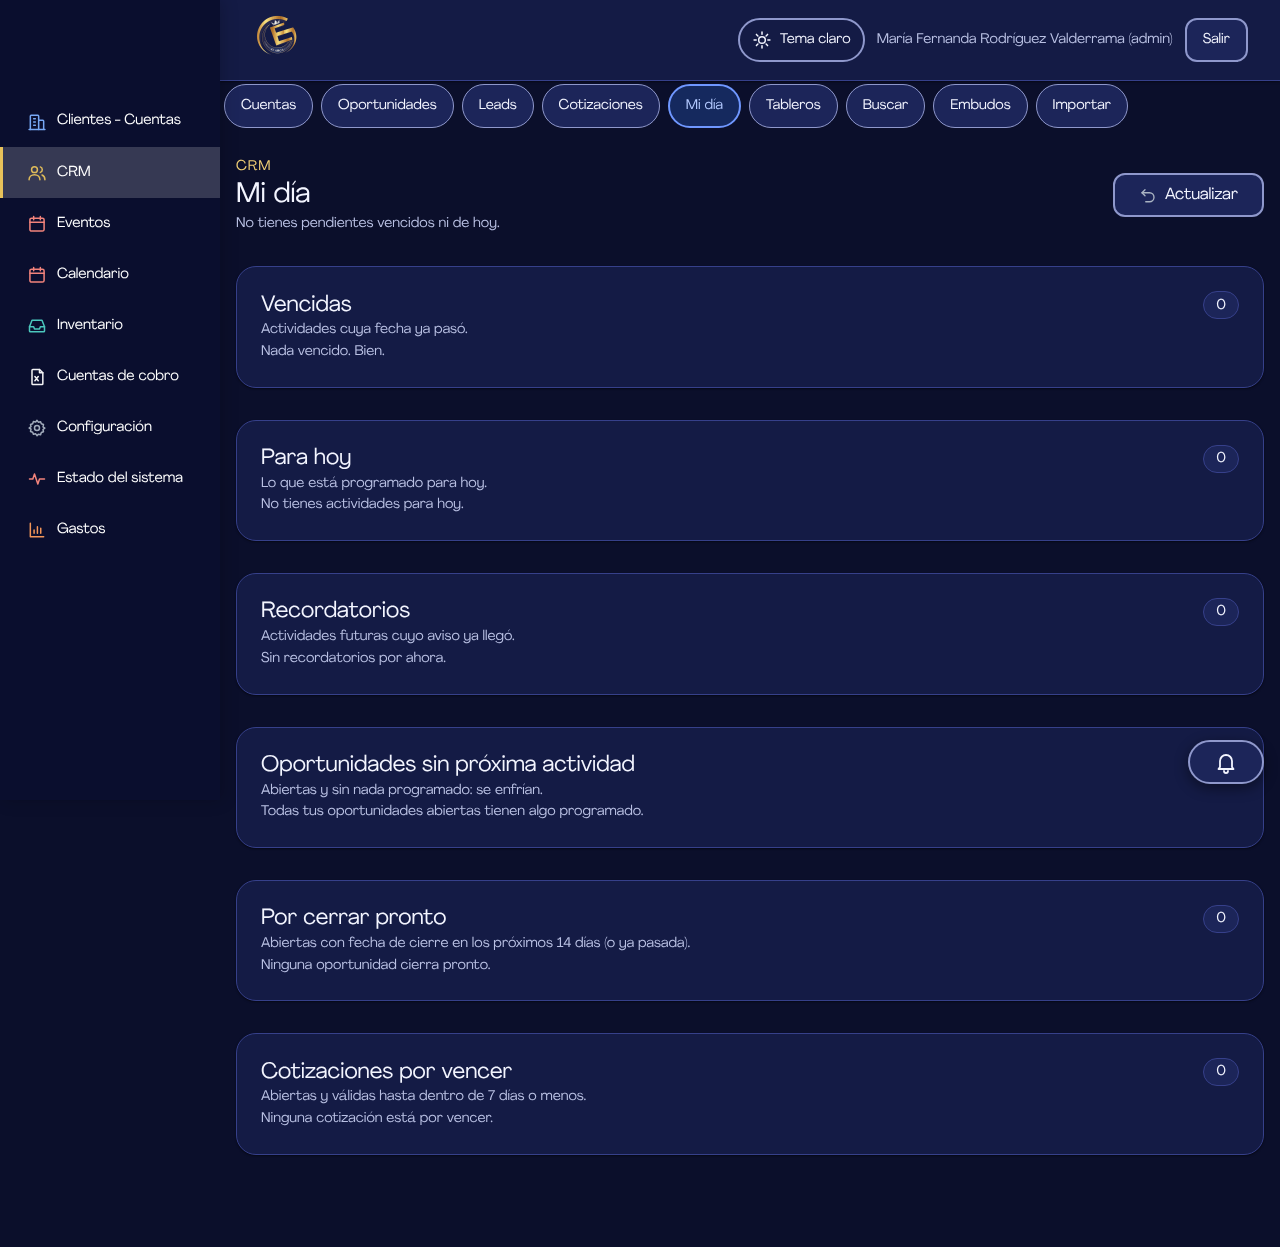 Tema claro
María Fernanda Rodríguez Valderrama (admin)
Salir
Clientes - Cuentas
CRM
Eventos
Calendario
Inventario
Cuentas de cobro
Configuración
Estado del sistema
Gastos
Cuentas
Oportunidades
Leads
Cotizaciones
Mi día
Tableros
Buscar
Embudos
Importar
CRM
Mi día
No tienes pendientes vencidos ni de hoy.
Actualizar
Vencidas
0
Actividades cuya fecha ya pasó.
Nada vencido. Bien.
Para hoy
0
Lo que está programado para hoy.
No tienes actividades para hoy.
Recordatorios
0
Actividades futuras cuyo aviso ya llegó.
Sin recordatorios por ahora.
Oportunidades sin próxima actividad
Abiertas y sin nada programado: se enfrían.
Todas tus oportunidades abiertas tienen algo programado.
Por cerrar pronto
0
Abiertas con fecha de cierre en los próximos 14 días (o ya pasada).
Ninguna oportunidad cierra pronto.
Cotizaciones por vencer
0
Abiertas y válidas hasta dentro de 7 días o menos.
Ninguna cotización está por vencer.